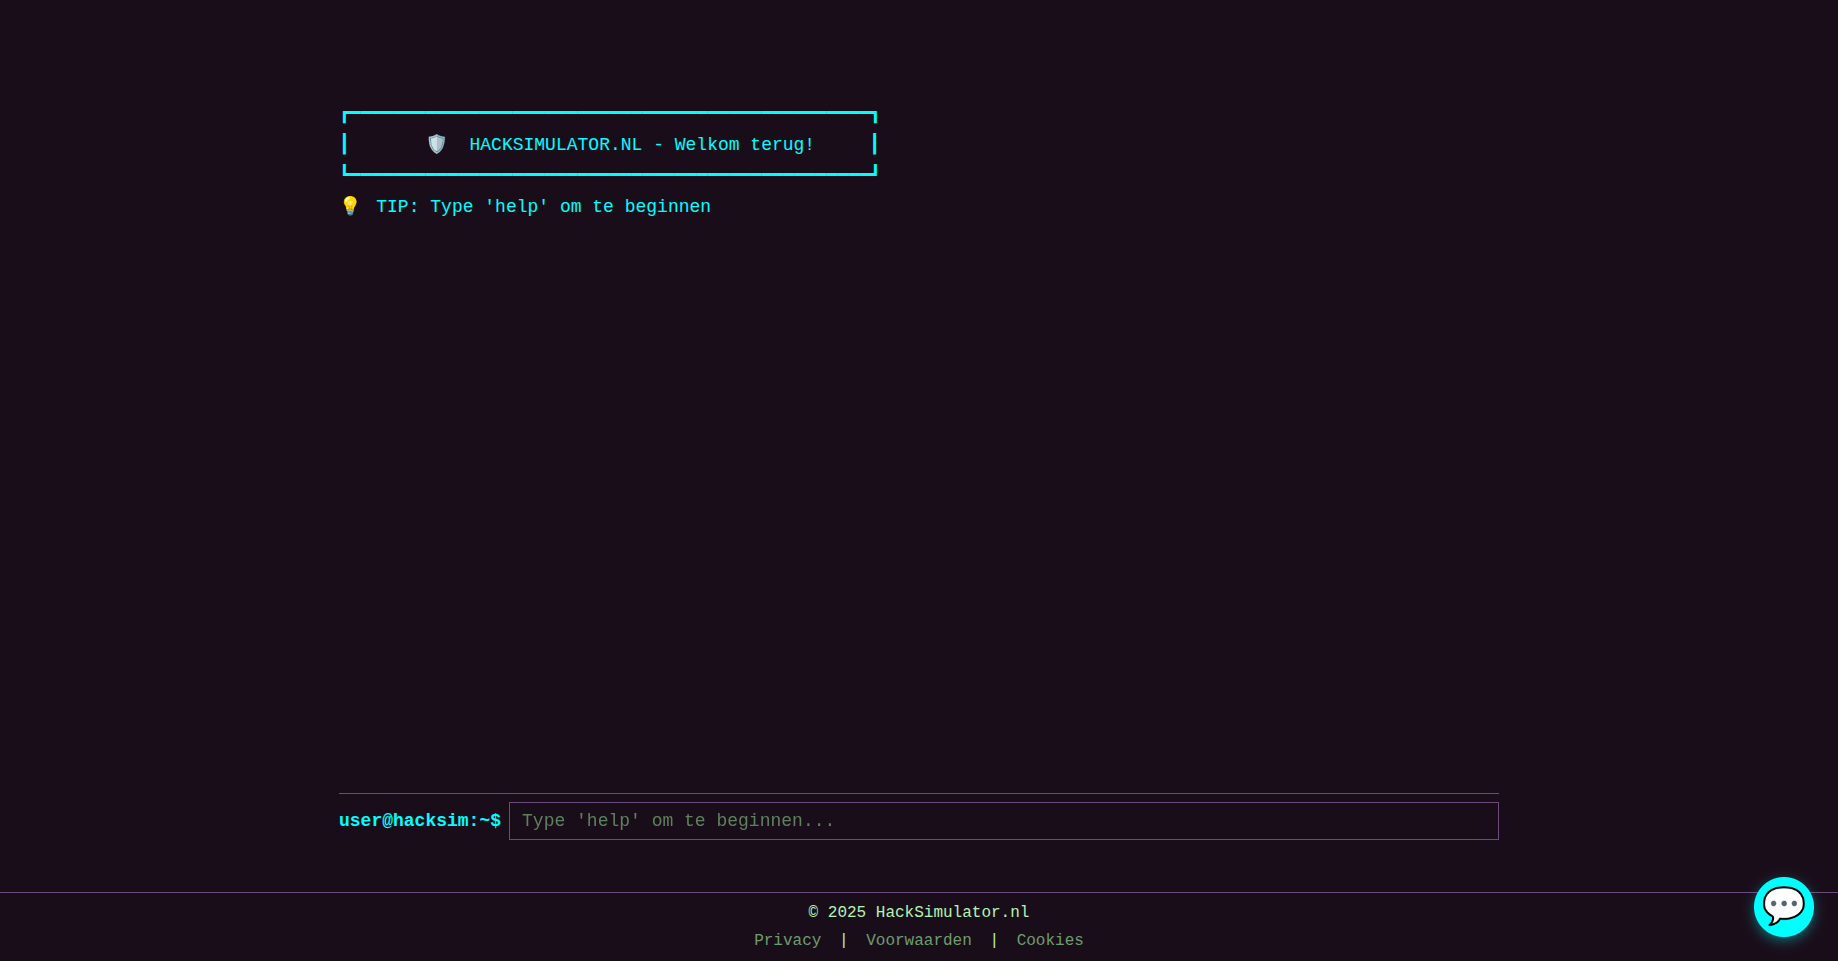 HACKSIMULATOR.NL - Welkom terug!
TIP: Type 'help' om te beginnen
user@hacksim:~$ Type 'help' om te beginnen...
© 2025 HackSimulator.nl
Privacy | Voorwaarden | Cookies